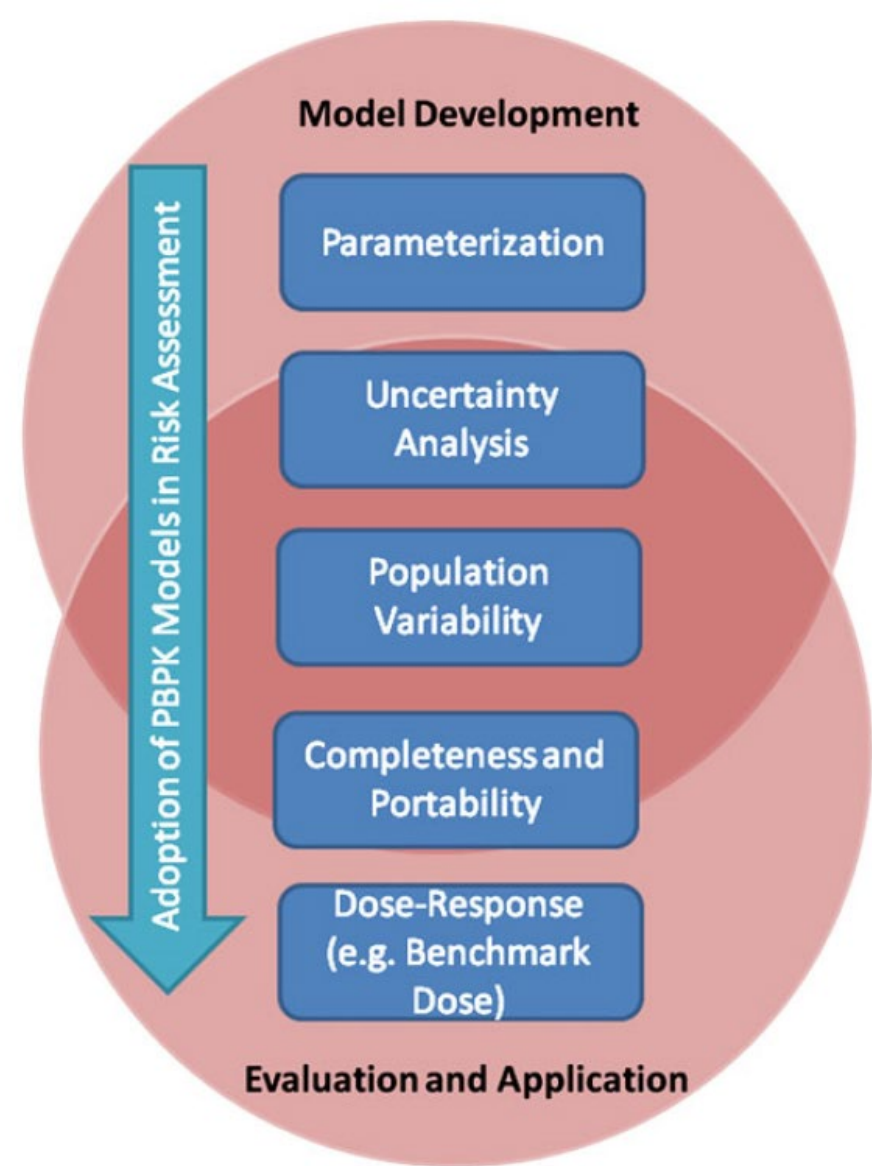 Model Development
Adoption of PBPK Models in Risk Assessment
Parameterization
Uncertainty
Analysis
Population
Variability
Completeness and
Portability
Dose-Response
(e.g. Benchmark
Dose)
Evaluation and Application